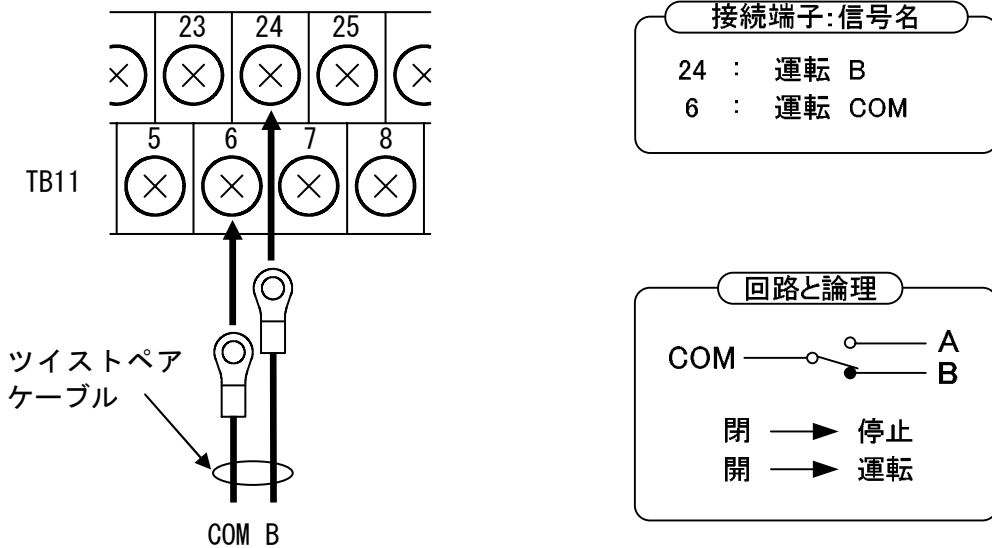 23 24 25
5 6 7 8
TB11
ツイストペア
ケーブル
COM B
接続端子:信号名
24 : 運転 B
6 : 運転 COM
回路と論理
COM
A
B
閉 停止
開 運転